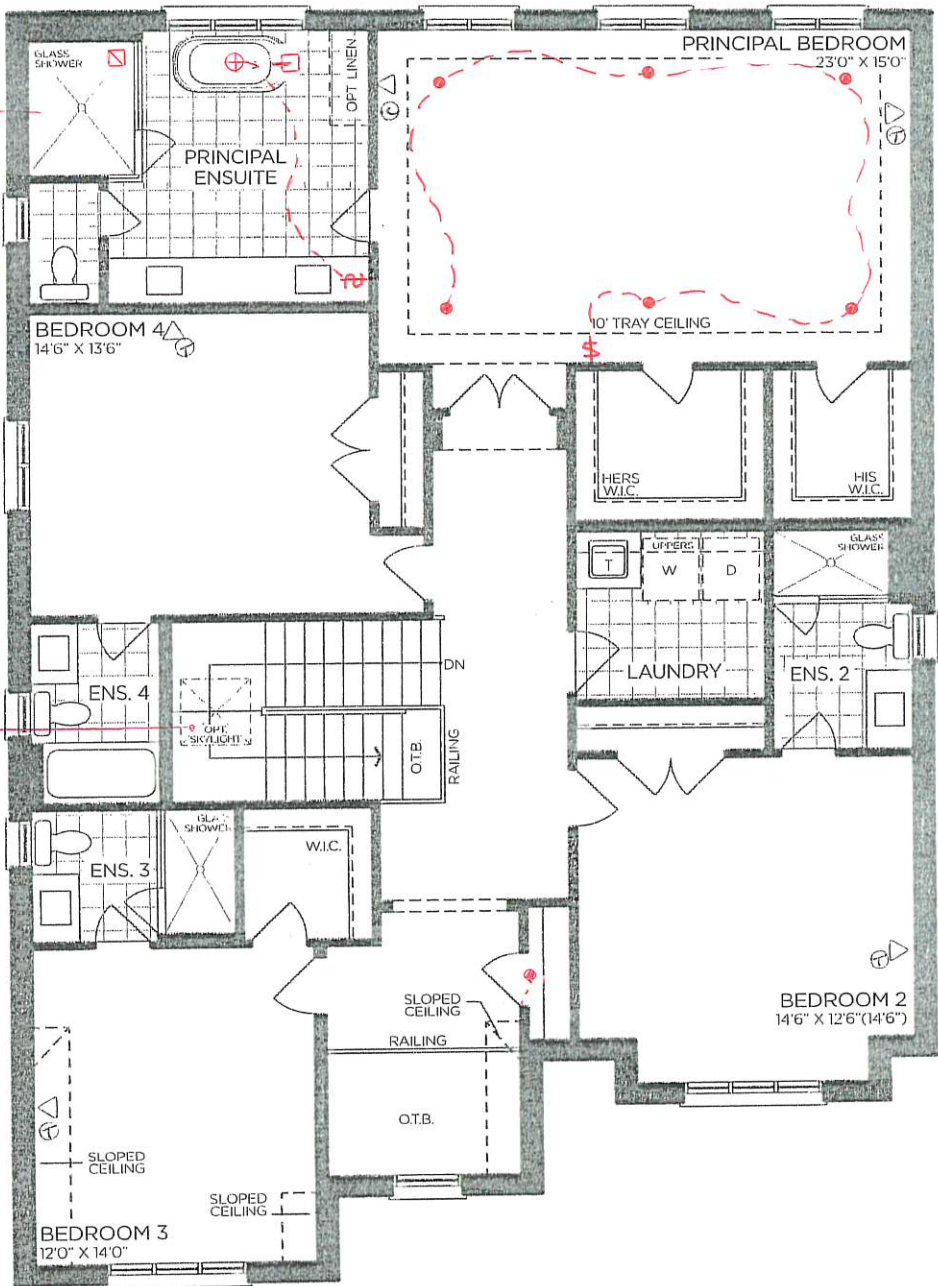 GLASS
SHOWER
OPT LINEN
PRINCIPAL BEDROOM
23'0" X 15'0"
C
T
PRINCIPAL
ENSUITE
10' TRAY CEILING
$
BEDROOM 4
14'6" X 13'6"
T
HERS
W.I.C.
HIS
W.I.C.
UPPERS
T
W
D
GLASS
SHOWER
LAUNDRY
ENS. 2
ENS. 4
DN
OPT.
SKYLIGHT
O.T.B.
RAILING
GLASS
SHOWER
W.I.C.
ENS. 3
T
BEDROOM 2
14'6" X 12'6"(14'6")
SLOPED
CEILING
RAILING
O.T.B.
T
SLOPED
CEILING
SLOPED
CEILING
BEDROOM 3
12'0" X 14'0"